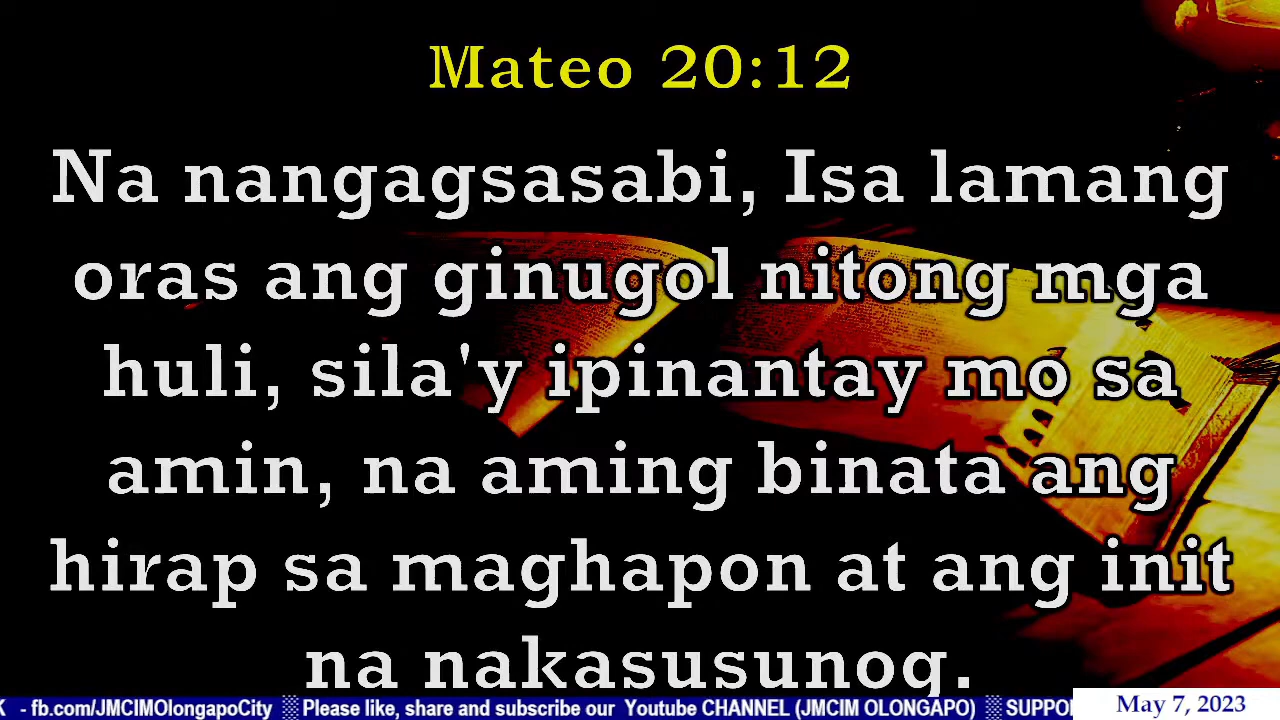 Mateo 20:12
Na nangagsasabi, Isa lamang
oras ang ginugol nitong mga
huli, sila'y ipinantay mo sa
amin, na aming binata ang
hirap sa maghapon at ang init
na nakasusunog.
K - fb.com/JMCIMOlongapoCity ░ Please like, share and subscribe our Youtube CHANNEL (JMCIM OLONGAPO) ░ SUPPO
May 7, 2023